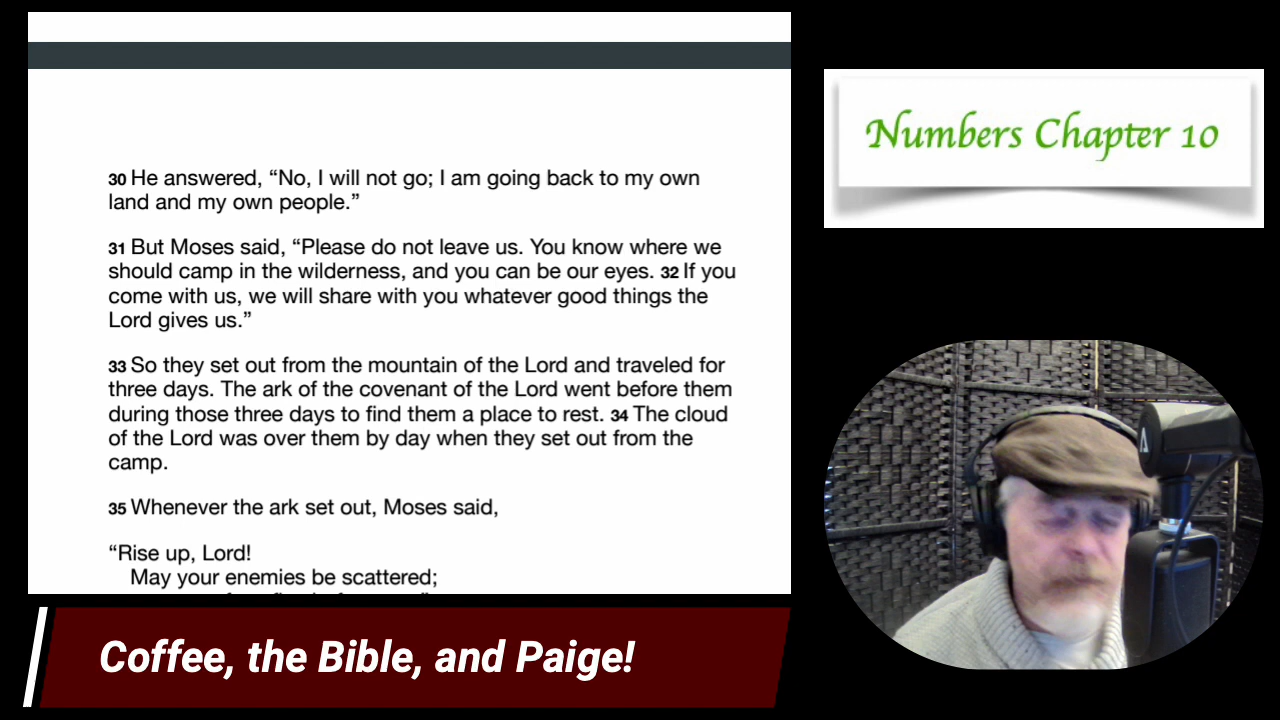 30 He answered, “No, I will not go; I am going back to my own
land and my own people.”
31 But Moses said, “Please do not leave us. You know where we
should camp in the wilderness, and you can be our eyes. 32 If you
come with us, we will share with you whatever good things the
Lord gives us.”
33 So they set out from the mountain of the Lord and traveled for
three days. The ark of the covenant of the Lord went before them
during those three days to find them a place to rest. 34 The cloud
of the Lord was over them by day when they set out from the
camp.
35 Whenever the ark set out, Moses said,
“Rise up, Lord!
May your enemies be scattered;
Numbers Chapter 10
Coffee, the Bible, and Paige!